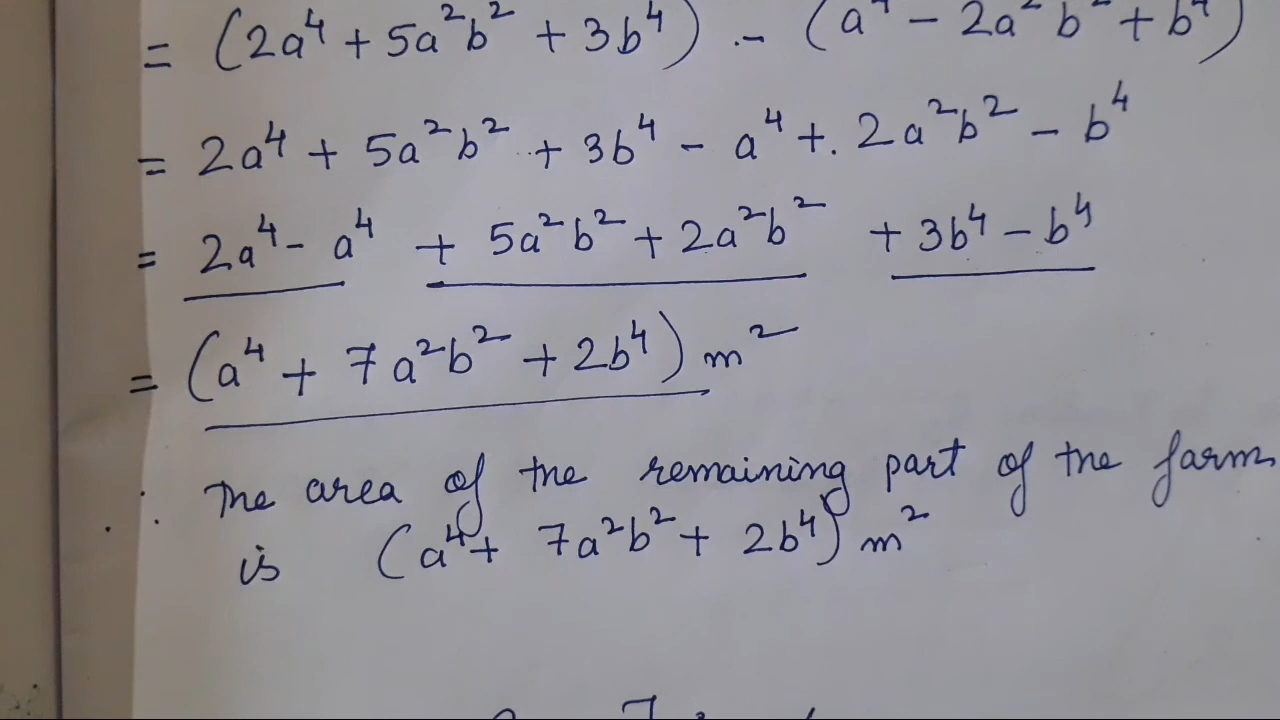 = (2a⁴ + 5a²b² + 3b⁴) - (a⁴ - 2a²b² + b⁴)
= 2a⁴ + 5a²b² + 3b⁴ - a⁴ + 2a²b² - b⁴
= 2a⁴ - a⁴ + 5a²b² + 2a²b² + 3b⁴ - b⁴
= (a⁴ + 7a²b² + 2b⁴) m²
∴ The area of the remaining part of the farm
is (a⁴ + 7a²b² + 2b⁴) m²